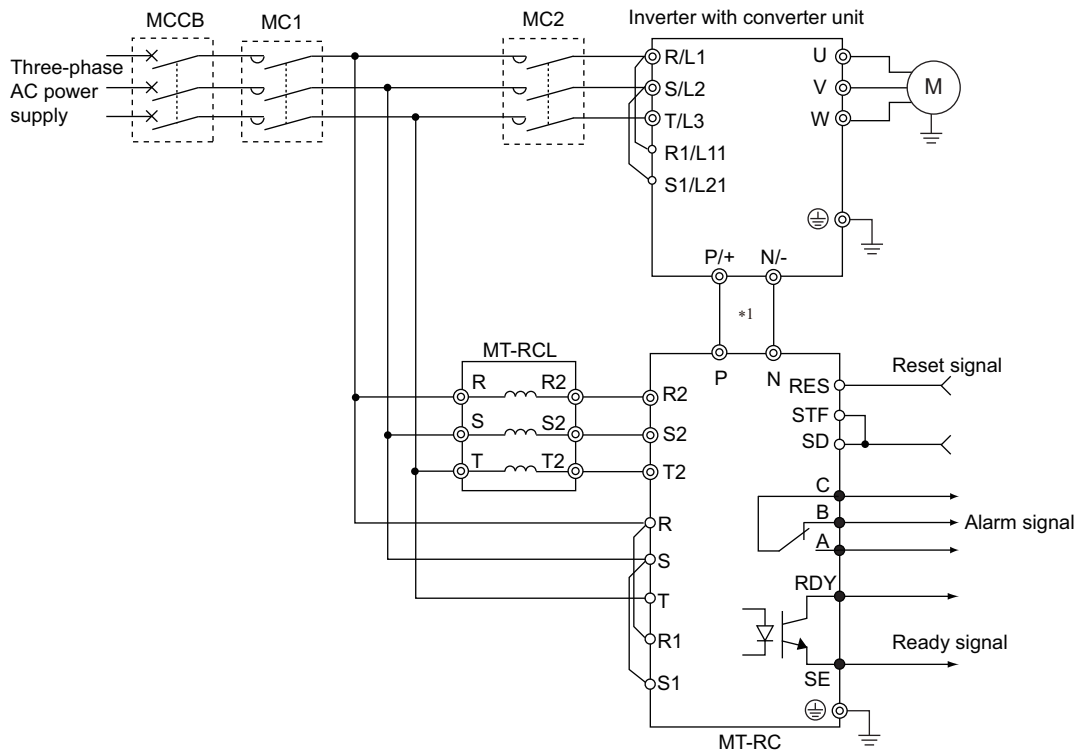 MCCB
MC1
MC2
Inverter with converter unit
Three-phase
AC power
supply
R/L1
S/L2
T/L3
R1/L11
S1/L21
U
V
W
M
P/+
N/-
*1
MT-RCL
R
R2
S
S2
T
T2
P
N
R2
S2
T2
R
S
T
R1
S1
RES
Reset signal
STF
SD
C
B
Alarm signal
A
RDY
Ready signal
SE
MT-RC